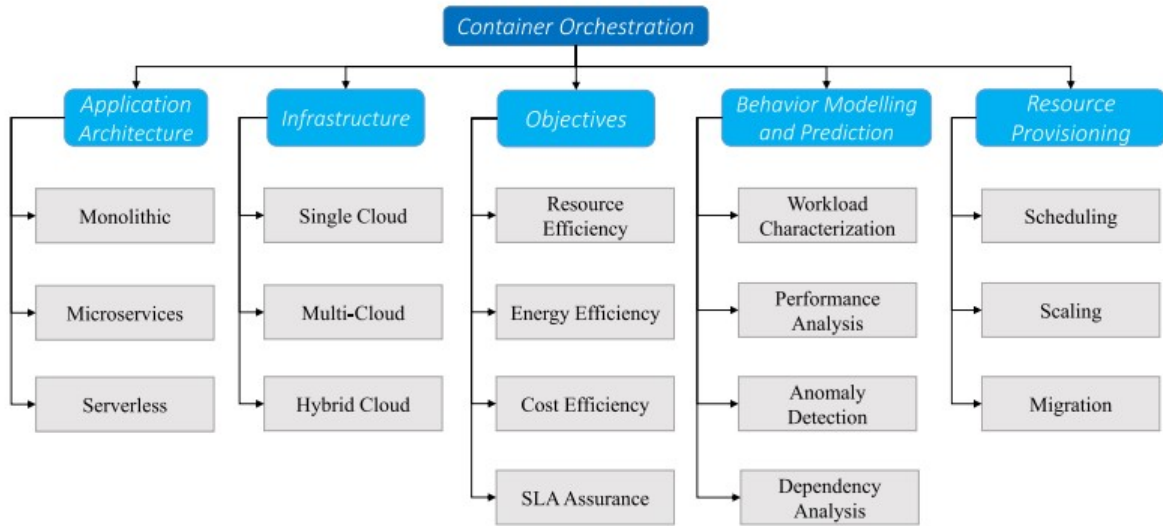 Container Orchestration
Application
Architecture
Monolithic
Microservices
Serverless
Infrastructure
Single Cloud
Multi-Cloud
Hybrid Cloud
Objectives
Resource
Efficiency
Energy Efficiency
Cost Efficiency
SLA Assurance
Behavior Modelling
and Prediction
Workload
Characterization
Performance
Analysis
Anomaly
Detection
Dependency
Analysis
Resource
Provisioning
Scheduling
Scaling
Migration